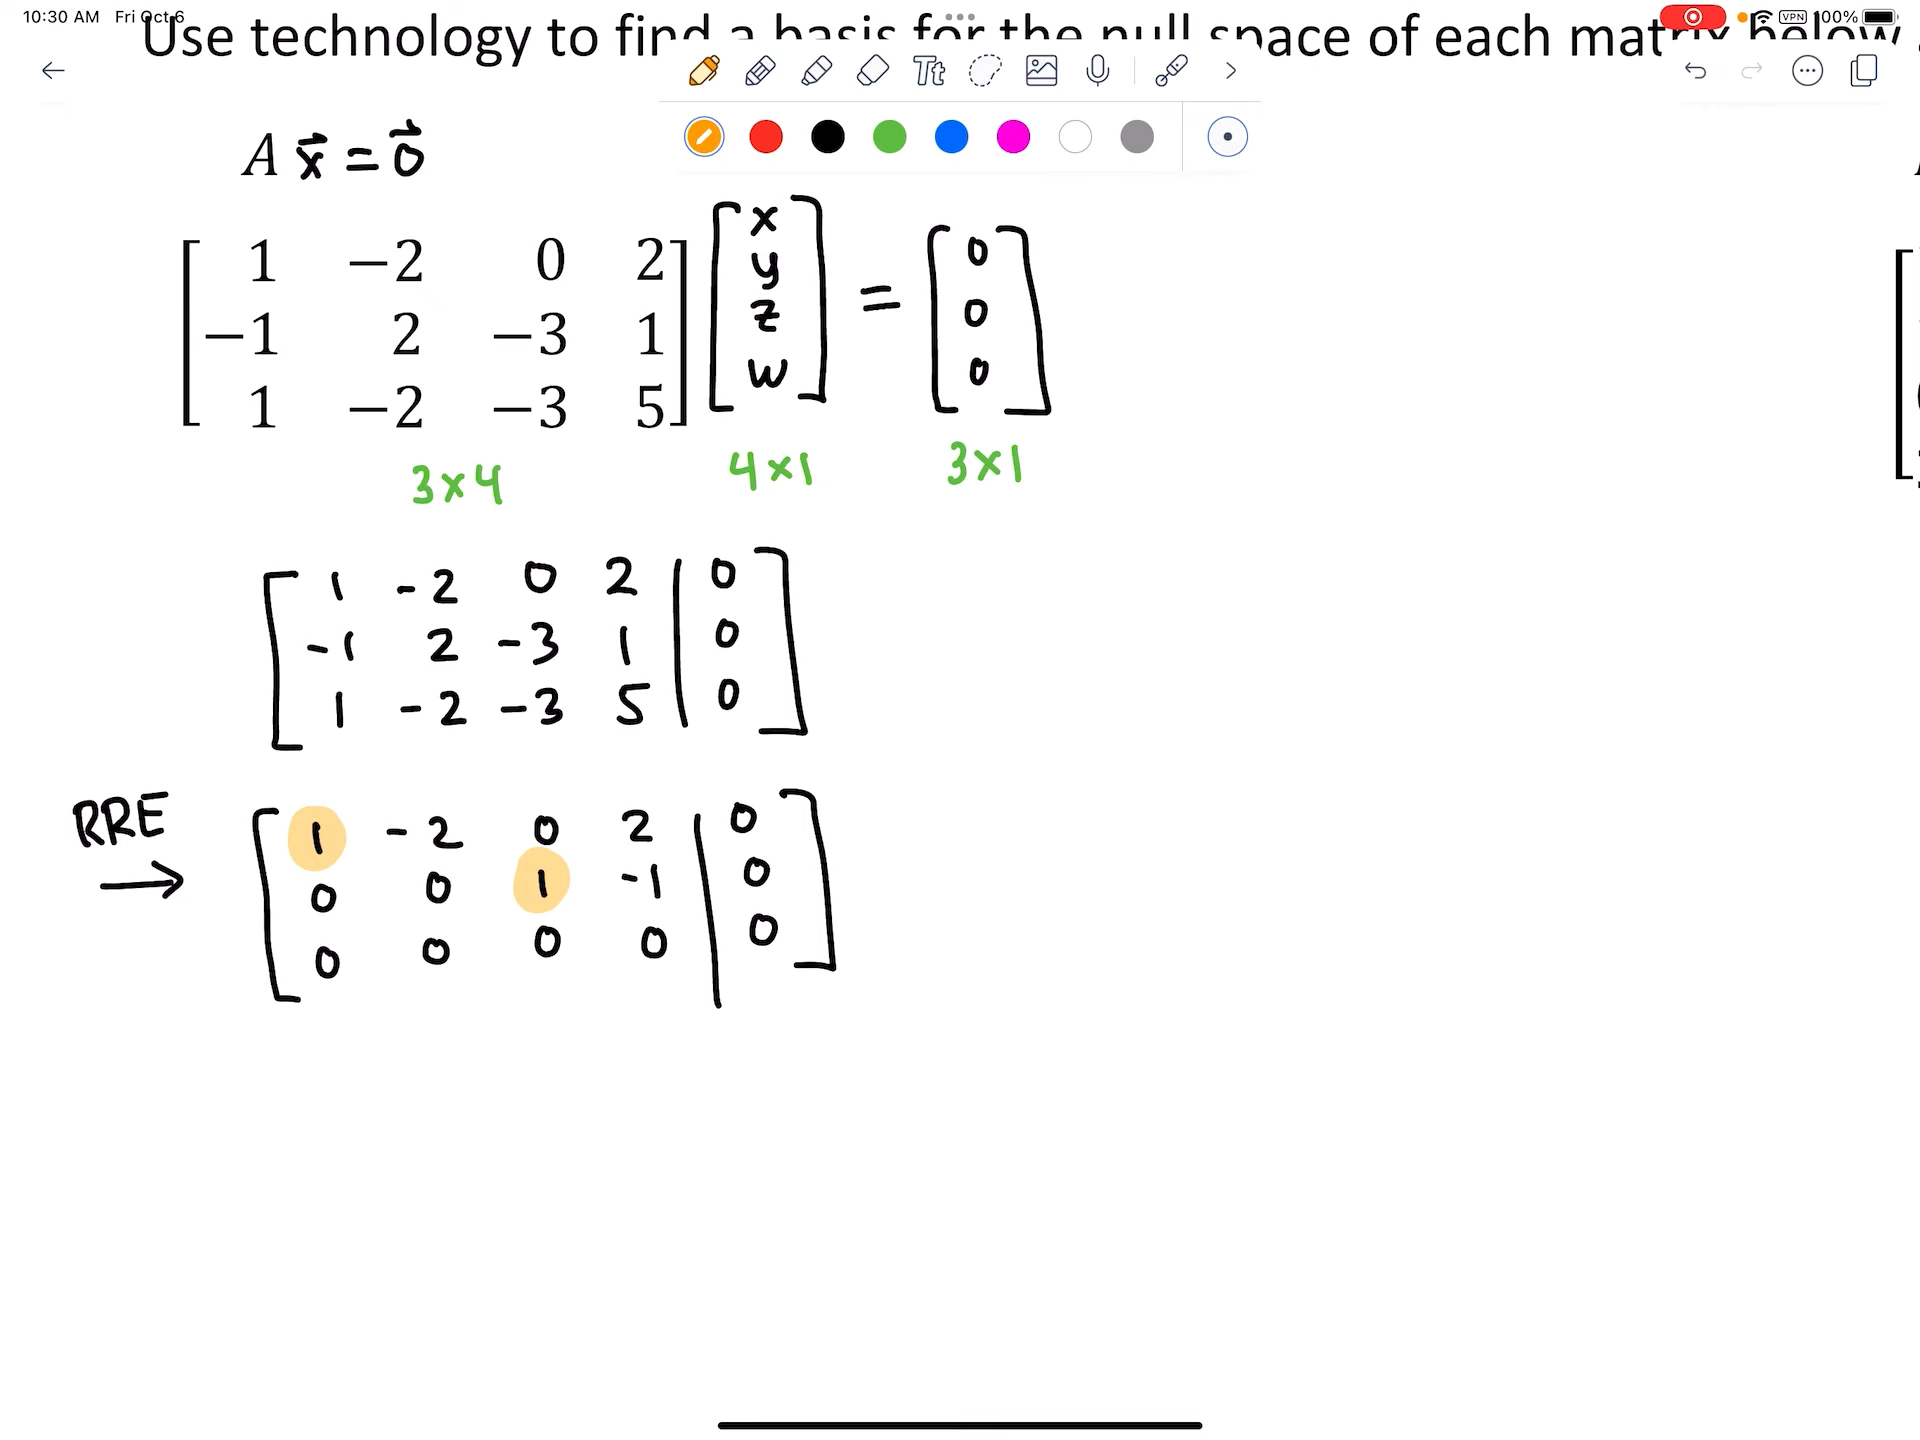 10:30 AM Fri Oct 6
VPN 100%
Use technology to find a basis for the null space of each matrix below
Tt
A x⃗ = 0⃗
[ 1 −2 0 2 ] [ x ] = [ 0 ]
[ −1 2 −3 1 ] [ y ] [ 0 ]
[ 1 −2 −3 5 ] [ z ] [ 0 ]
[ w ]
3×4 4×1 3×1
[ 1 -2 0 2 | 0 ]
[ -1 2 -3 1 | 0 ]
[ 1 -2 -3 5 | 0 ]
RRE
→
[ 1 -2 0 2 | 0 ]
[ 0 0 1 -1 | 0 ]
[ 0 0 0 0 | 0 ]